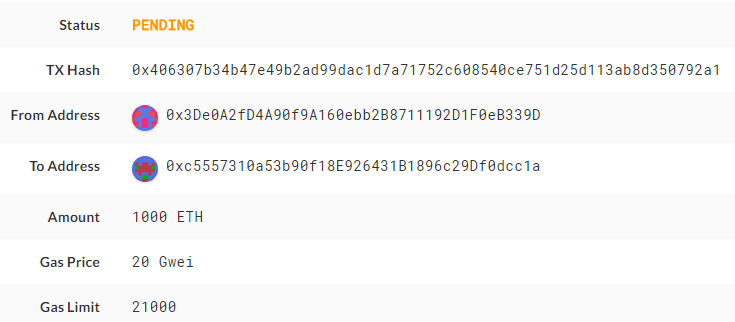 Status PENDING
TX Hash 0x406307b34b47e49b2ad99dac1d7a71752c608540ce751d25d113ab8d350792a1
From Address 0x3De0A2fD4A90f9A160ebb2B8711192D1F0eB339D
To Address 0xc5557310a53b90f18E926431B1896c29Df0dcc1a
Amount 1000 ETH
Gas Price 20 Gwei
Gas Limit 21000